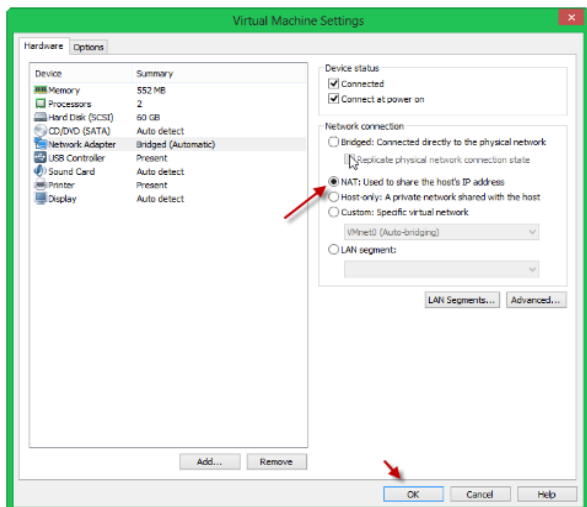 Virtual Machine Settings
Hardware Options
Device Summary
Memory 552 MB
Processors 2
Hard Disk (SCSI) 60 GB
CD/DVD (SATA) Auto detect
Network Adapter Bridged (Automatic)
USB Controller Present
Sound Card Auto detect
Printer Present
Display Auto detect
Add... Remove
Device status
Connected
Connect at power on
Network connection
Bridged: Connected directly to the physical network
Replicate physical network connection state
NAT: Used to share the host's IP address
Host-only: A private network shared with the host
Custom: Specific virtual network
VMnet0 (Auto-bridging)
LAN segment:
LAN Segments... Advanced...
OK Cancel Help